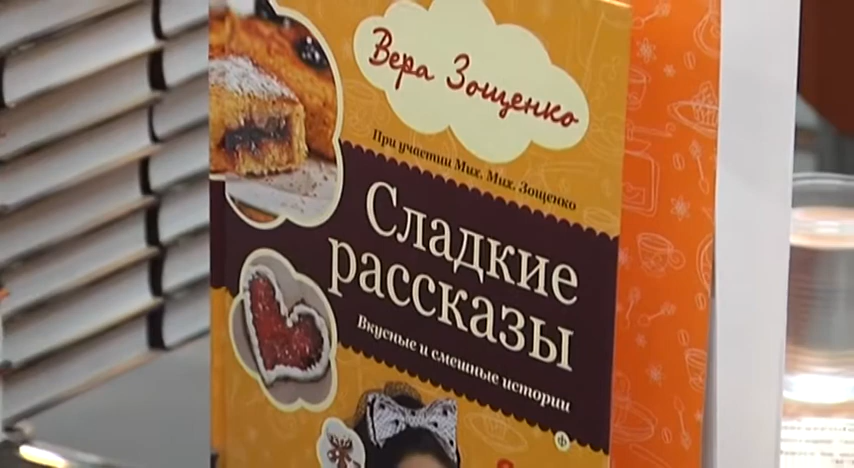 Вера Зощенко
При участии Мих. Мих. Зощенко
Сладкие
рассказы
Вкусные и смешные истории